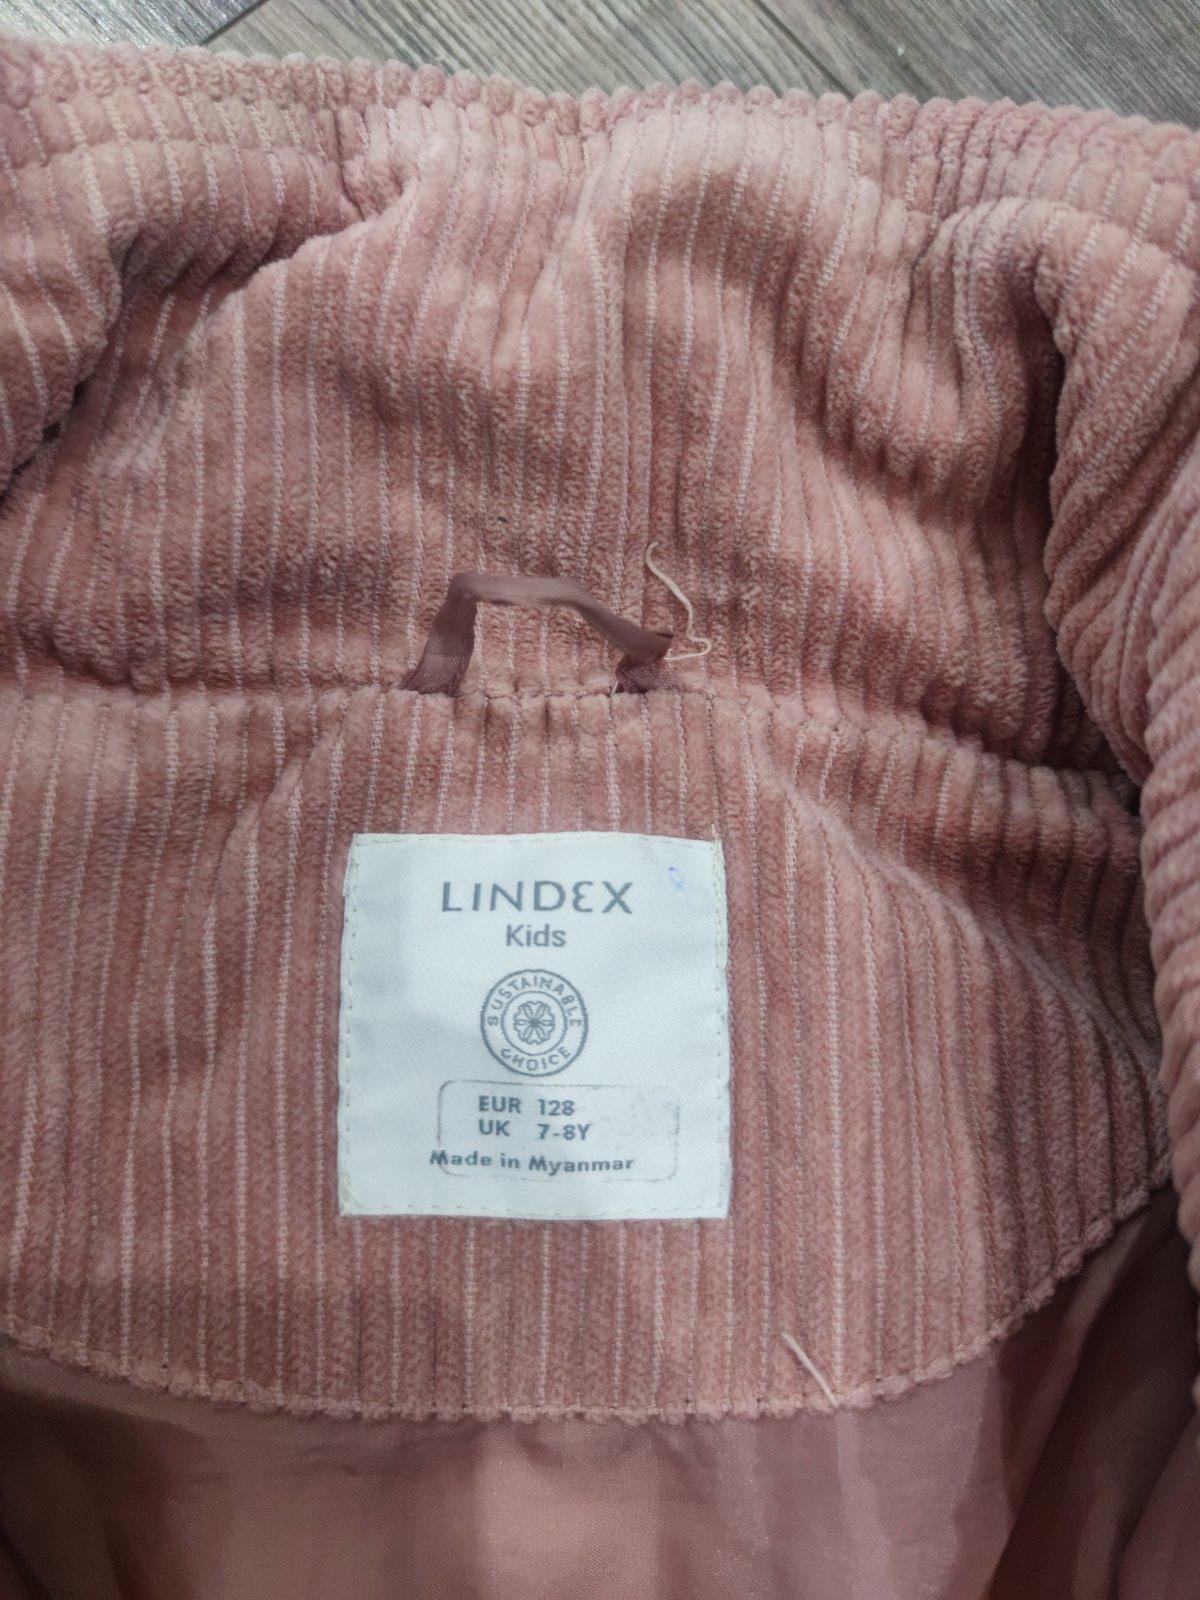 LINDEX
Kids
SUSTAINABLE
CHOICE
EUR 128
UK 7-8Y
Made in Myanmar